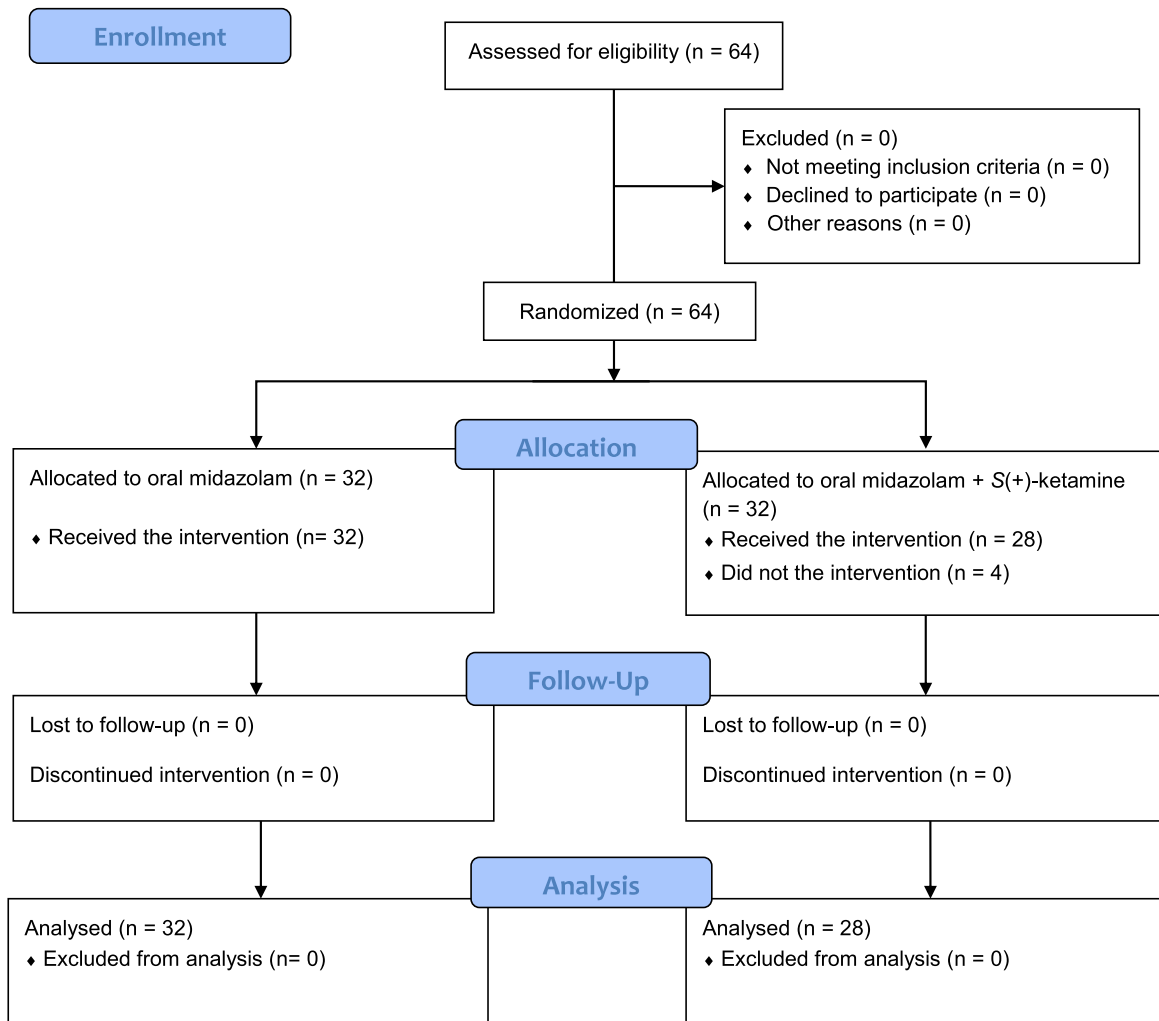 Enrollment
Assessed for eligibility (n = 64)
Excluded (n = 0)
♦ Not meeting inclusion criteria (n = 0)
♦ Declined to participate (n = 0)
♦ Other reasons (n = 0)
Randomized (n = 64)
Allocation
Allocated to oral midazolam (n = 32)
♦ Received the intervention (n= 32)
Allocated to oral midazolam + S(+)-ketamine
(n = 32)
♦ Received the intervention (n = 28)
♦ Did not the intervention (n = 4)
Follow-Up
Lost to follow-up (n = 0)
Discontinued intervention (n = 0)
Lost to follow-up (n = 0)
Discontinued intervention (n = 0)
Analysis
Analysed (n = 32)
♦ Excluded from analysis (n= 0)
Analysed (n = 28)
♦ Excluded from analysis (n = 0)